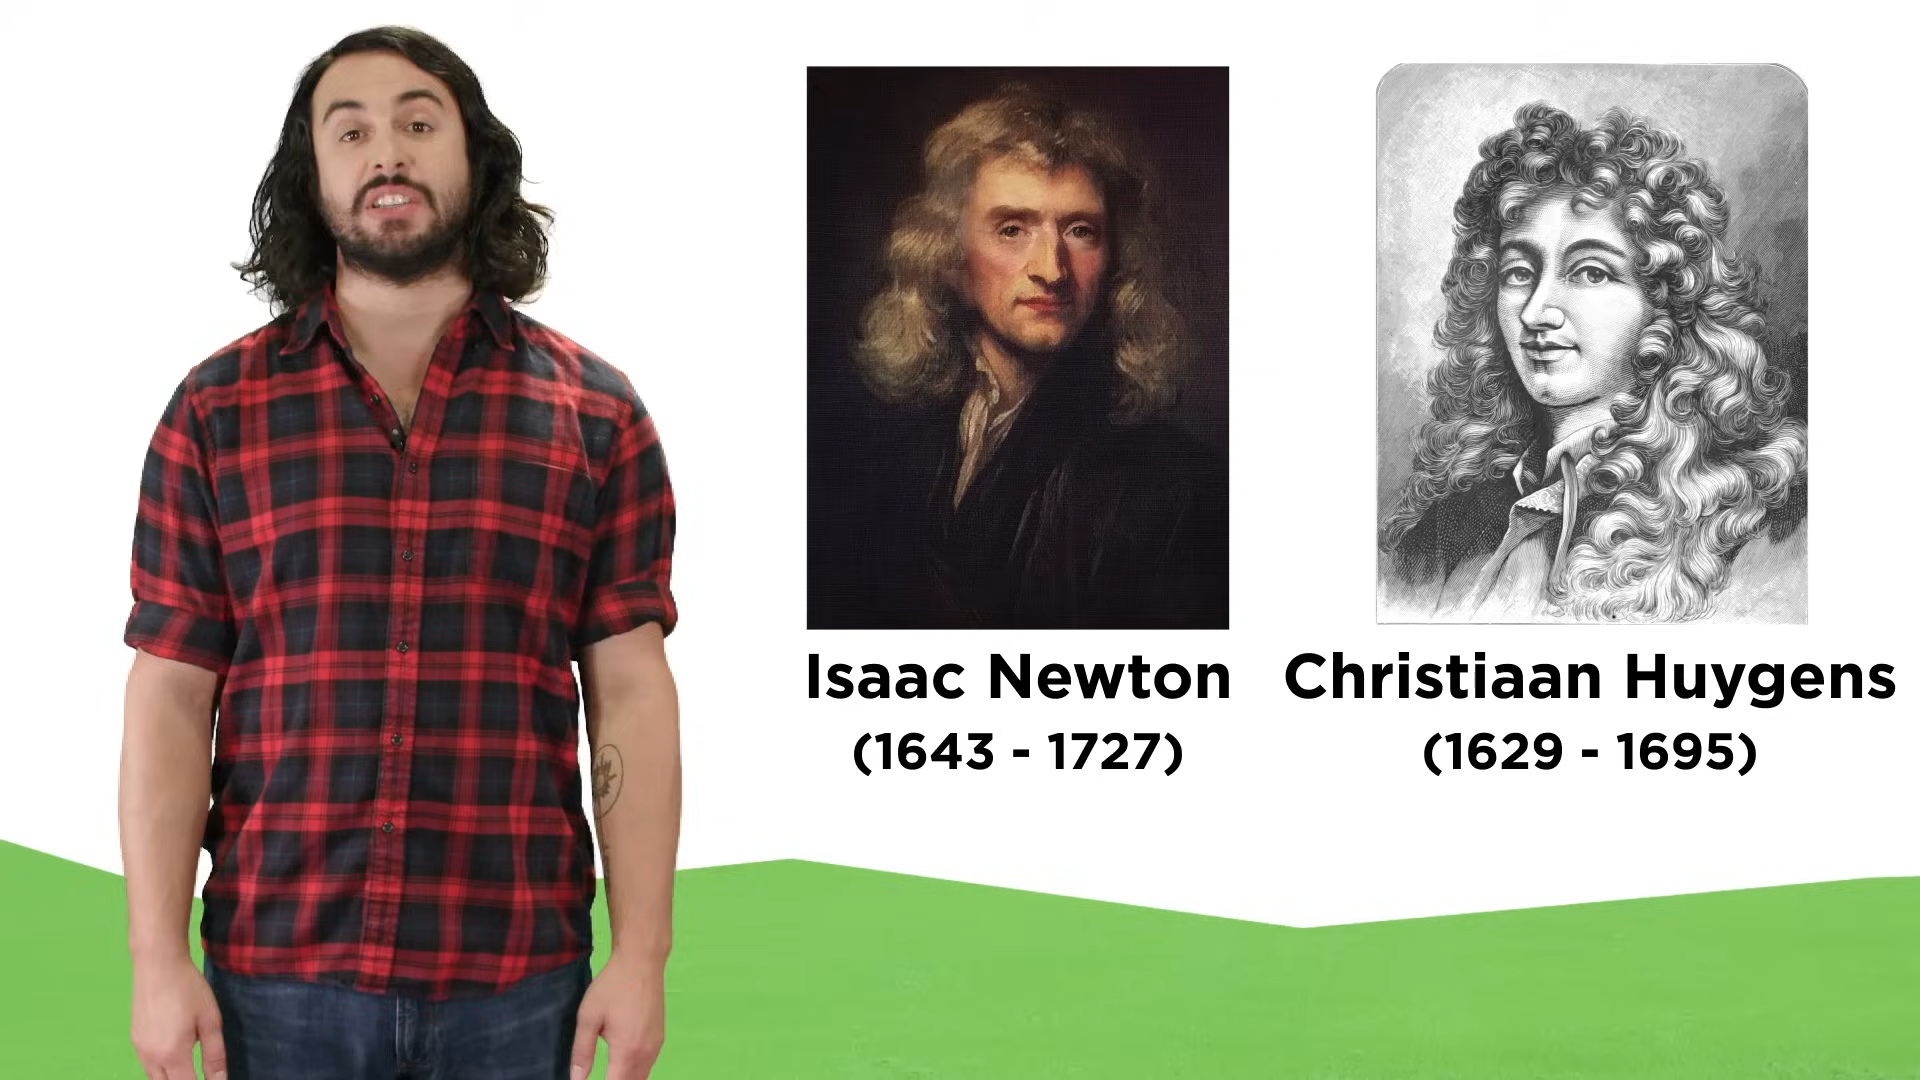 Isaac Newton
(1643 - 1727)
Christiaan Huygens
(1629 - 1695)